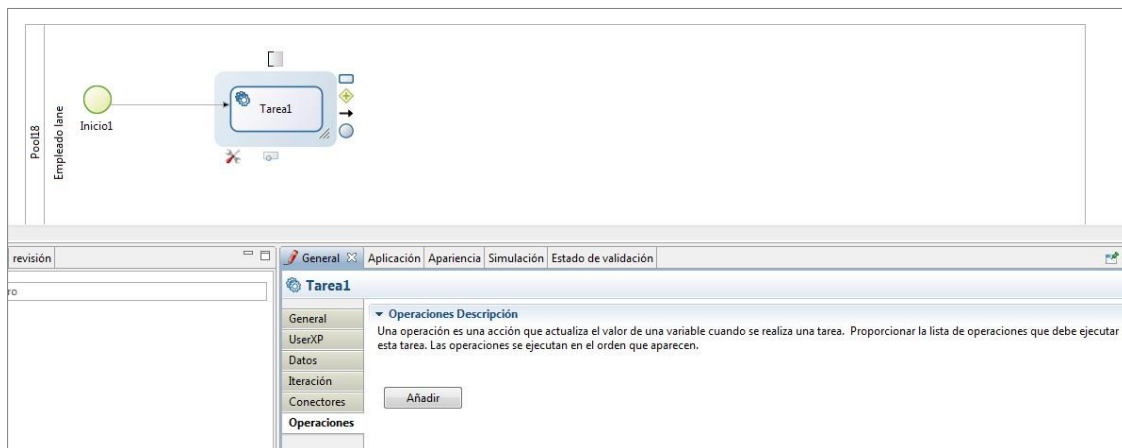 Pool18
Empleado lane
Inicio1
Tarea1
revisión
ro
General
Aplicación
Apariencia
Simulación
Estado de validación
Tarea1
General
UserXP
Datos
Iteración
Conectores
Operaciones
Operaciones Descripción
Una operación es una acción que actualiza el valor de una variable cuando se realiza una tarea. Proporcionar la lista de operaciones que debe ejecutar
esta tarea. Las operaciones se ejecutan en el orden que aparecen.
Añadir